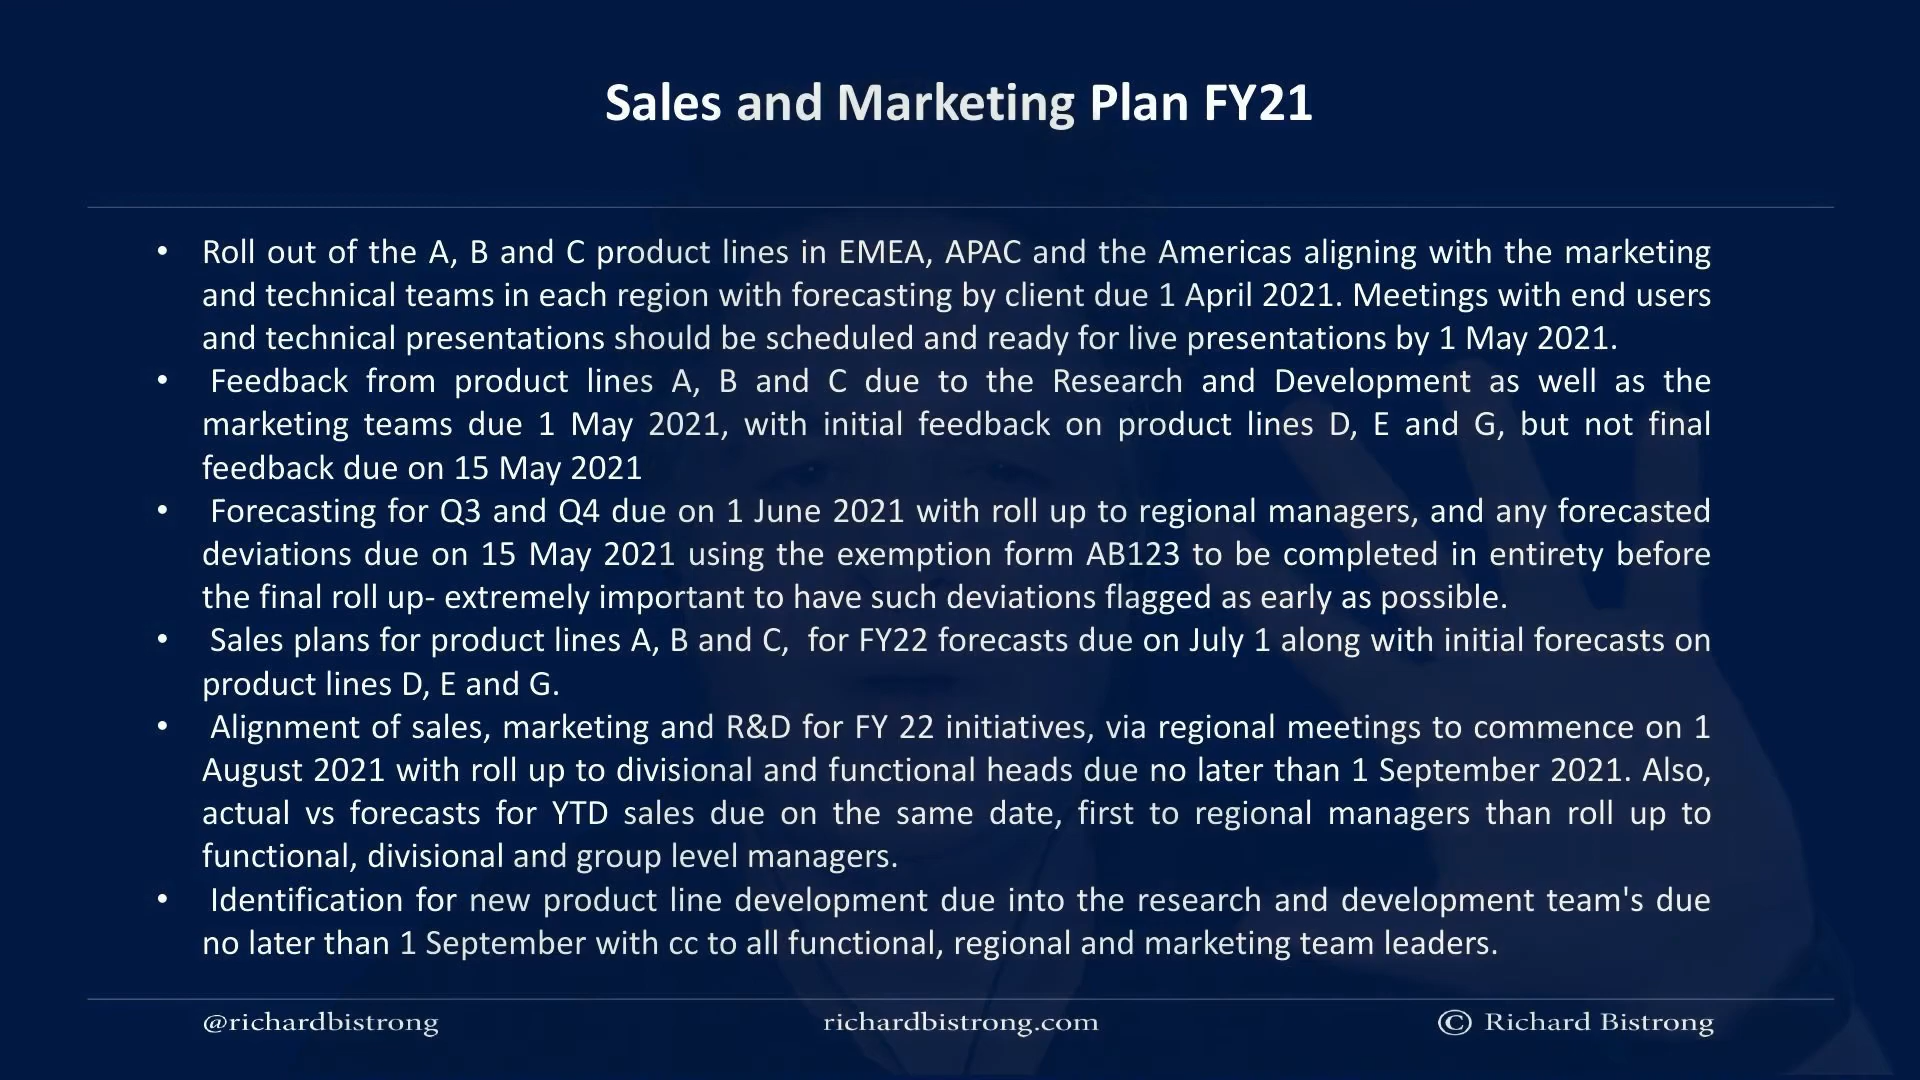 Sales and Marketing Plan FY21
• Roll out of the A, B and C product lines in EMEA, APAC and the Americas aligning with the marketing
and technical teams in each region with forecasting by client due 1 April 2021. Meetings with end users
and technical presentations should be scheduled and ready for live presentations by 1 May 2021.
• Feedback from product lines A, B and C due to the Research and Development as well as the
marketing teams due 1 May 2021, with initial feedback on product lines D, E and G, but not final
feedback due on 15 May 2021
• Forecasting for Q3 and Q4 due on 1 June 2021 with roll up to regional managers, and any forecasted
deviations due on 15 May 2021 using the exemption form AB123 to be completed in entirety before
the final roll up- extremely important to have such deviations flagged as early as possible.
• Sales plans for product lines A, B and C,  for FY22 forecasts due on July 1 along with initial forecasts on
product lines D, E and G.
• Alignment of sales, marketing and R&D for FY 22 initiatives, via regional meetings to commence on 1
August 2021 with roll up to divisional and functional heads due no later than 1 September 2021. Also,
actual vs forecasts for YTD sales due on the same date, first to regional managers than roll up to
functional, divisional and group level managers.
• Identification for new product line development due into the research and development team's due
no later than 1 September with cc to all functional, regional and marketing team leaders.
@richardbistrong
richardbistrong.com
© Richard Bistrong